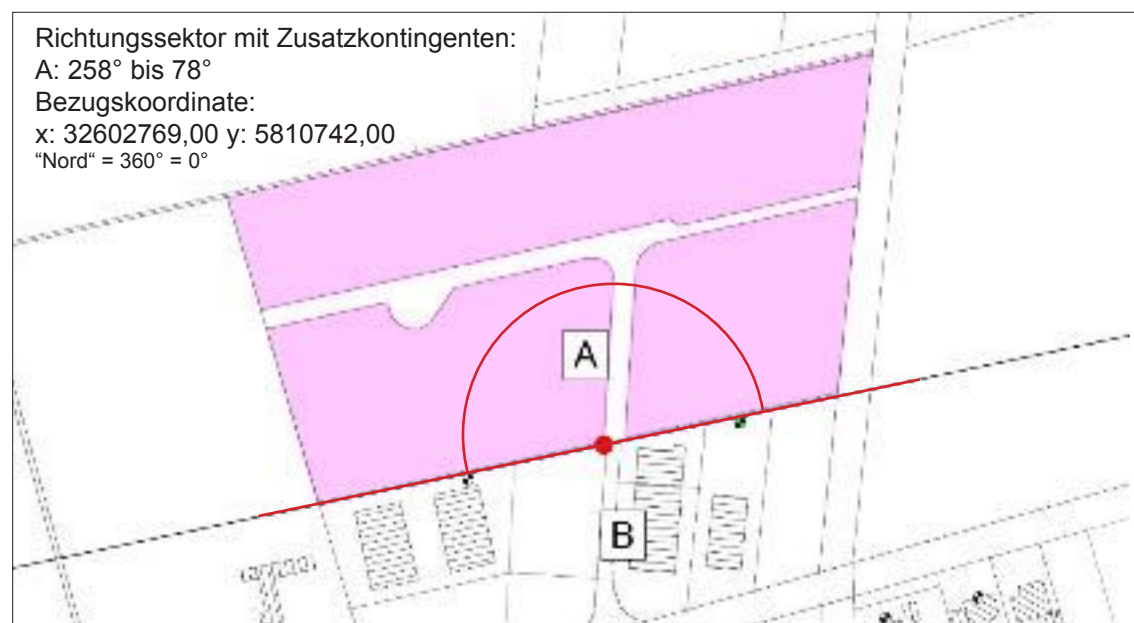 Richtungssektor mit Zusatzkontingenten:
A: 258° bis 78°
Bezugskoordinate:
x: 32602769,00 y: 5810742,00
“Nord“ = 360° = 0°
A
B